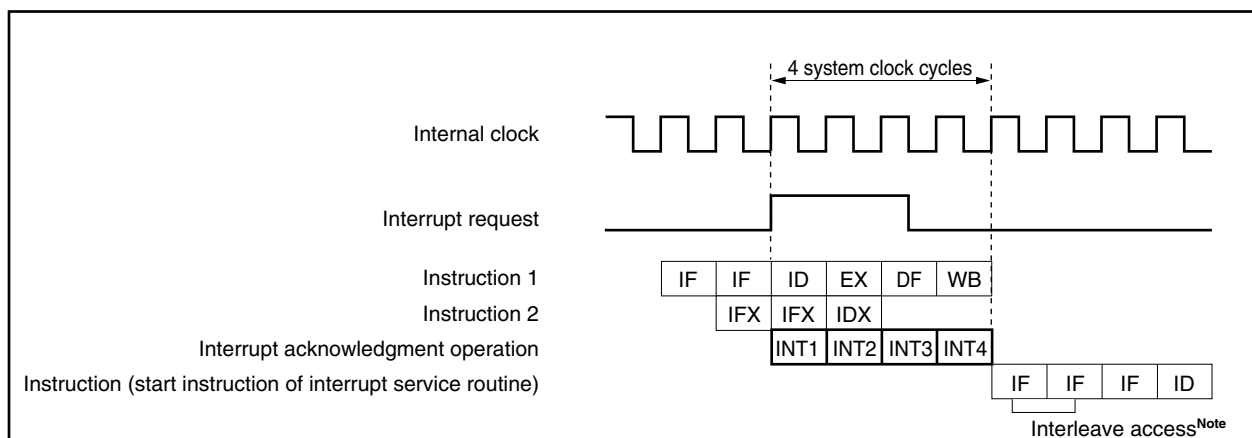 4 system clock cycles
Internal clock
Interrupt request
Instruction 1 IF IF ID EX DF WB
Instruction 2 IFX IFX IDX
Interrupt acknowledgment operation INT1 INT2 INT3 INT4
Instruction (start instruction of interrupt service routine) IF IF IF ID
Interleave accessNote